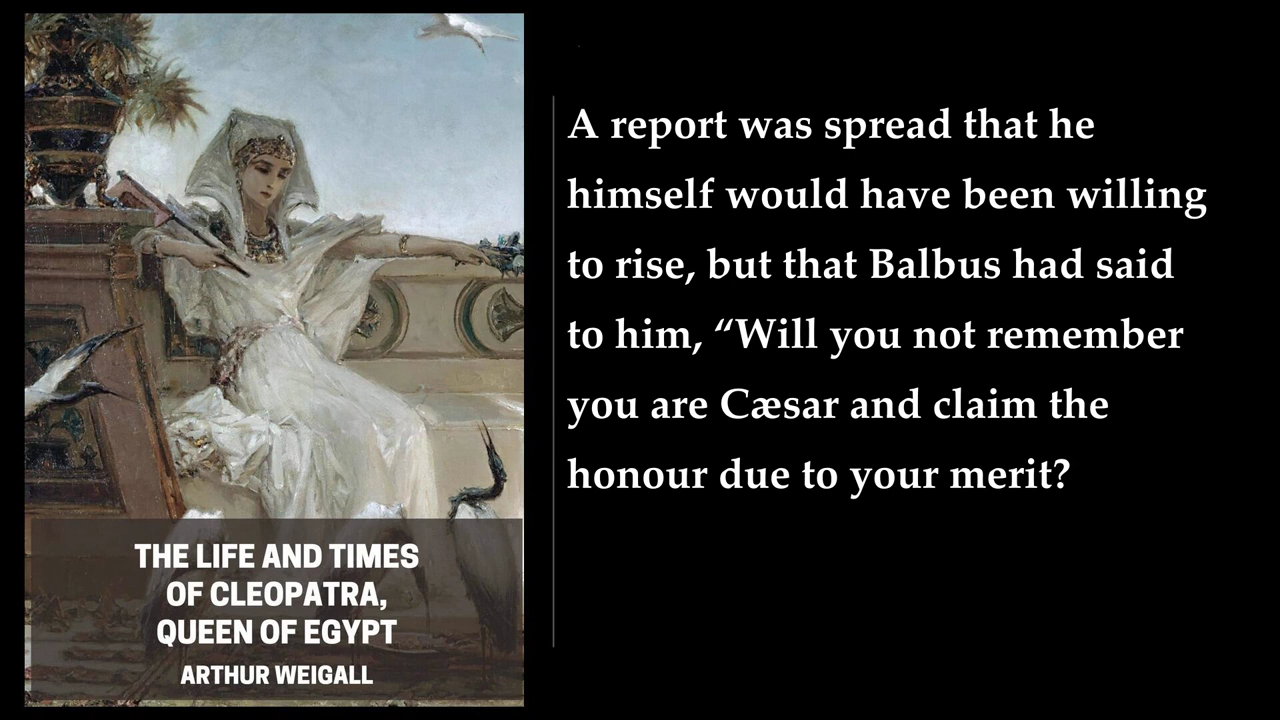 A report was spread that he
himself would have been willing
to rise, but that Balbus had said
to him, “Will you not remember
you are Cæsar and claim the
honour due to your merit?
THE LIFE AND TIMES
OF CLEOPATRA,
QUEEN OF EGYPT
ARTHUR WEIGALL